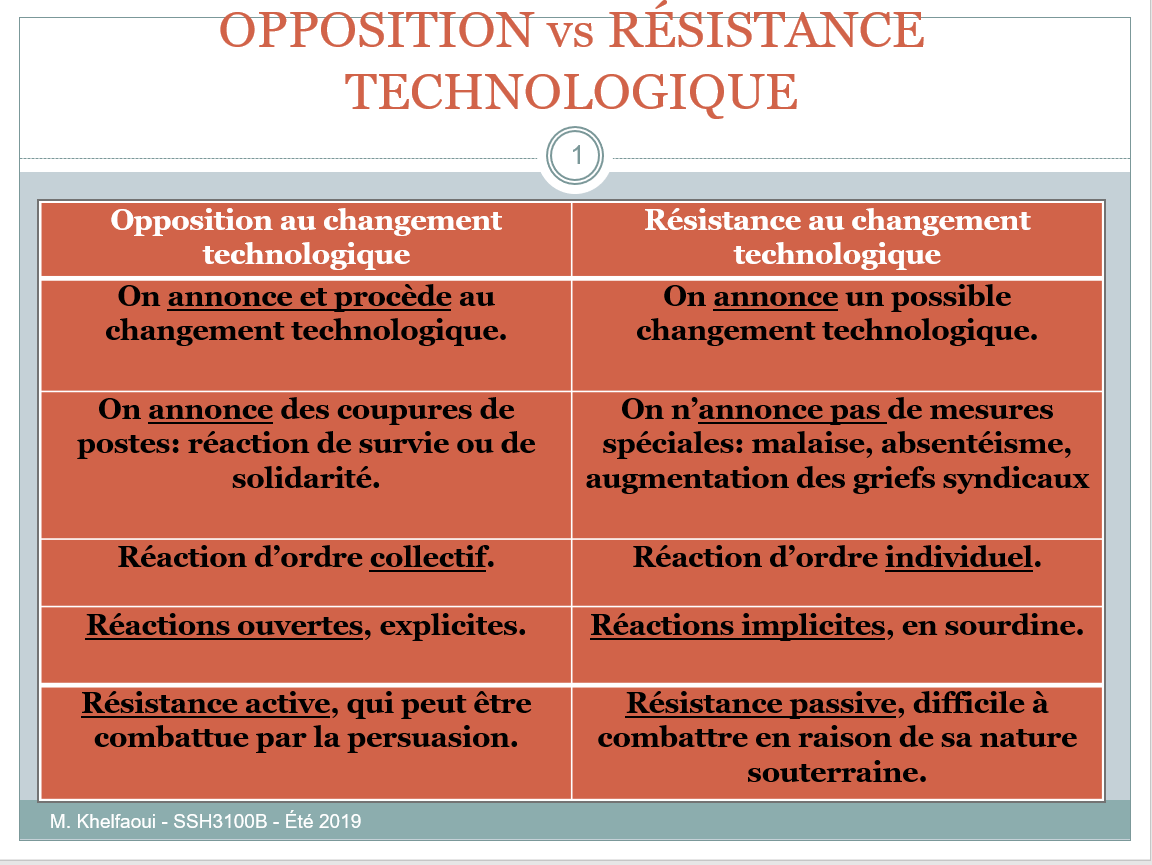 OPPOSITION vs RÉSISTANCE
TECHNOLOGIQUE
1
Opposition au changement
technologique
Résistance au changement
technologique
On annonce et procède au
changement technologique.
On annonce un possible
changement technologique.
On annonce des coupures de
postes: réaction de survie ou de
solidarité.
On n’annonce pas de mesures
spéciales: malaise, absentéisme,
augmentation des griefs syndicaux
Réaction d’ordre collectif.
Réaction d’ordre individuel.
Réactions ouvertes, explicites.
Réactions implicites, en sourdine.
Résistance active, qui peut être
combattue par la persuasion.
Résistance passive, difficile à
combattre en raison de sa nature
souterraine.
M. Khelfaoui - SSH3100B - Été 2019